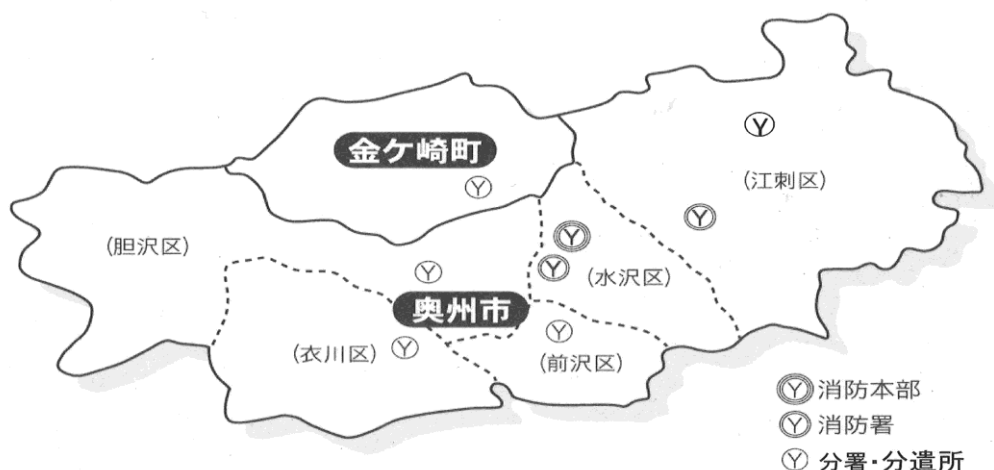 金ケ崎町
(江刺区)
(胆沢区)
(水沢区)
奥州市
(衣川区)
(前沢区)
消防本部
消防署
分署・分遣所